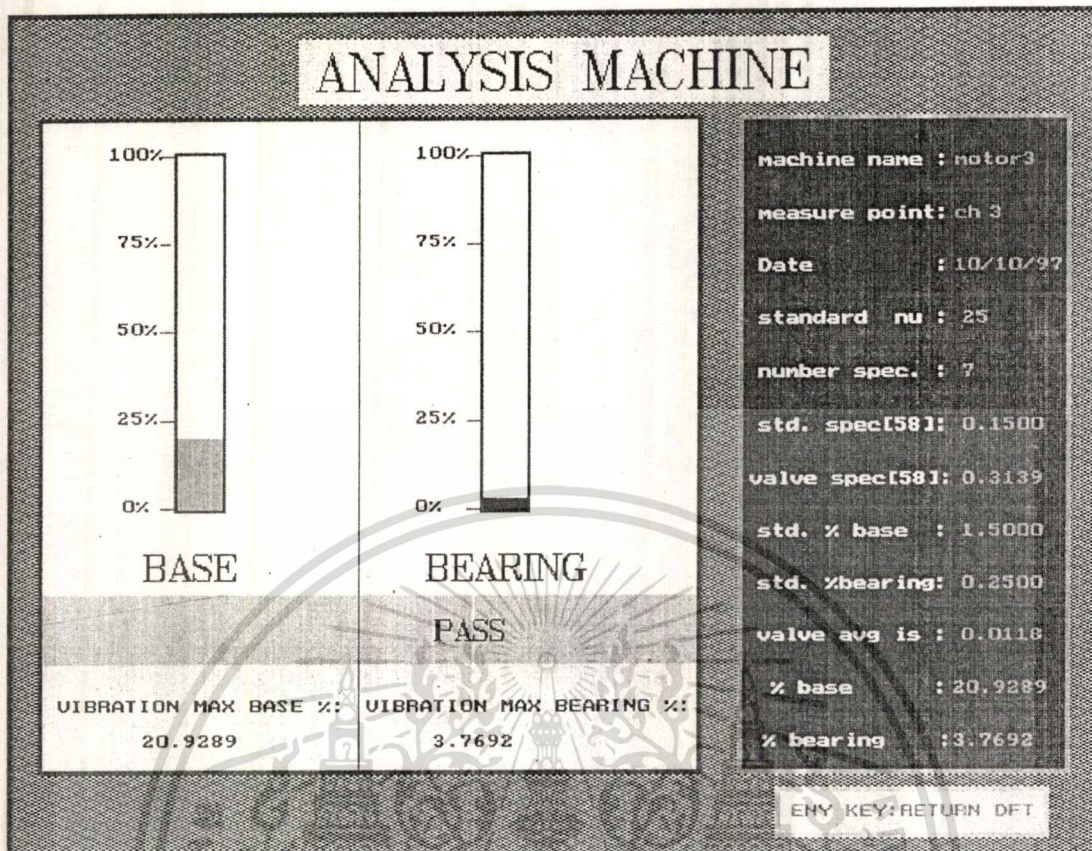 ANALYSIS MACHINE
100%
75%
50%
25%
0%
BASE
100%
75%
50%
25%
0%
BEARING
PASS
VIBRATION MAX BASE %:
20.9289
VIBRATION MAX BEARING %:
3.7692
machine name : motor3
measure point: ch 3
Date : 10/10/97
standard nu : 25
number spec. : 7
std. spec[58]: 0.1500
valve spec[58]: 0.3139
std. % base : 1.5000
std. %bearing: 0.2500
valve avg is : 0.0118
% base : 20.9289
% bearing :3.7692
ENY KEY:RETURN DFT